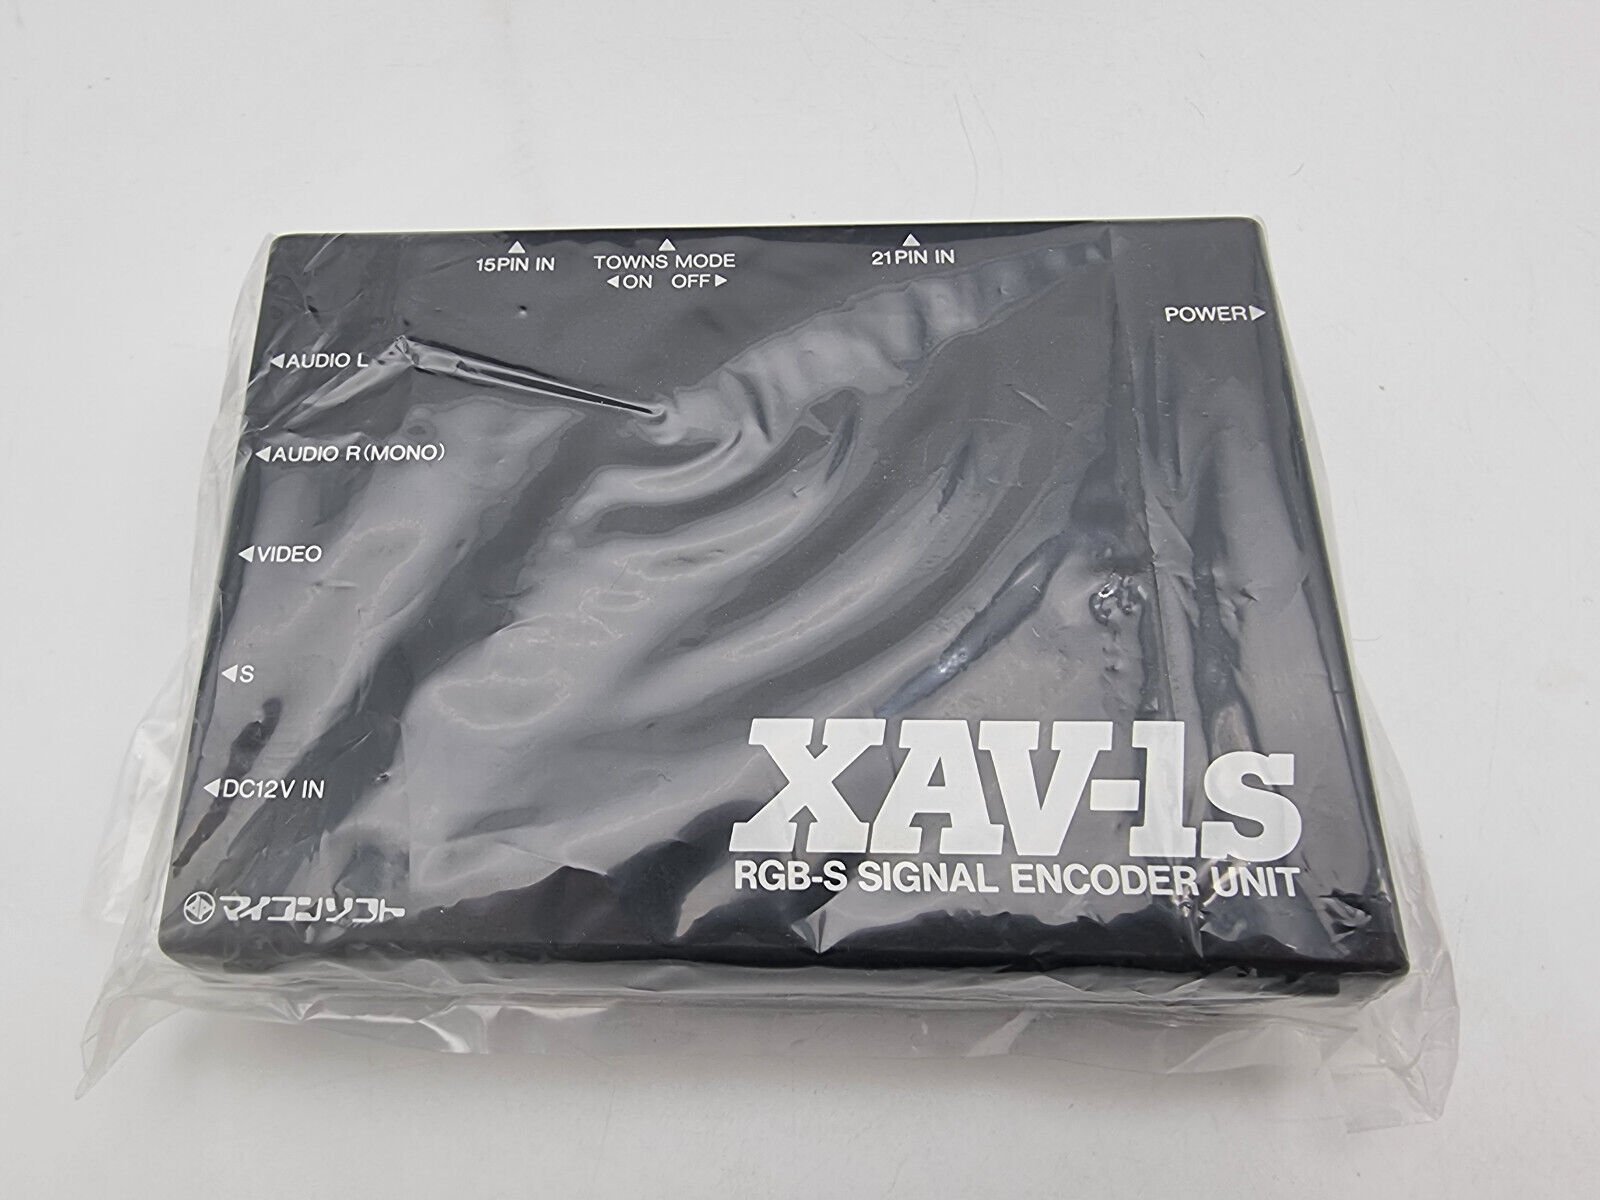 15PIN IN
TOWNS MODE
◀ON OFF▶
21PIN IN
POWER▶
◀AUDIO L
◀AUDIO R(MONO)
◀VIDEO
◀S
◀DC12V IN
XAV-1s
RGB-S SIGNAL ENCODER UNIT
マイコンソフト